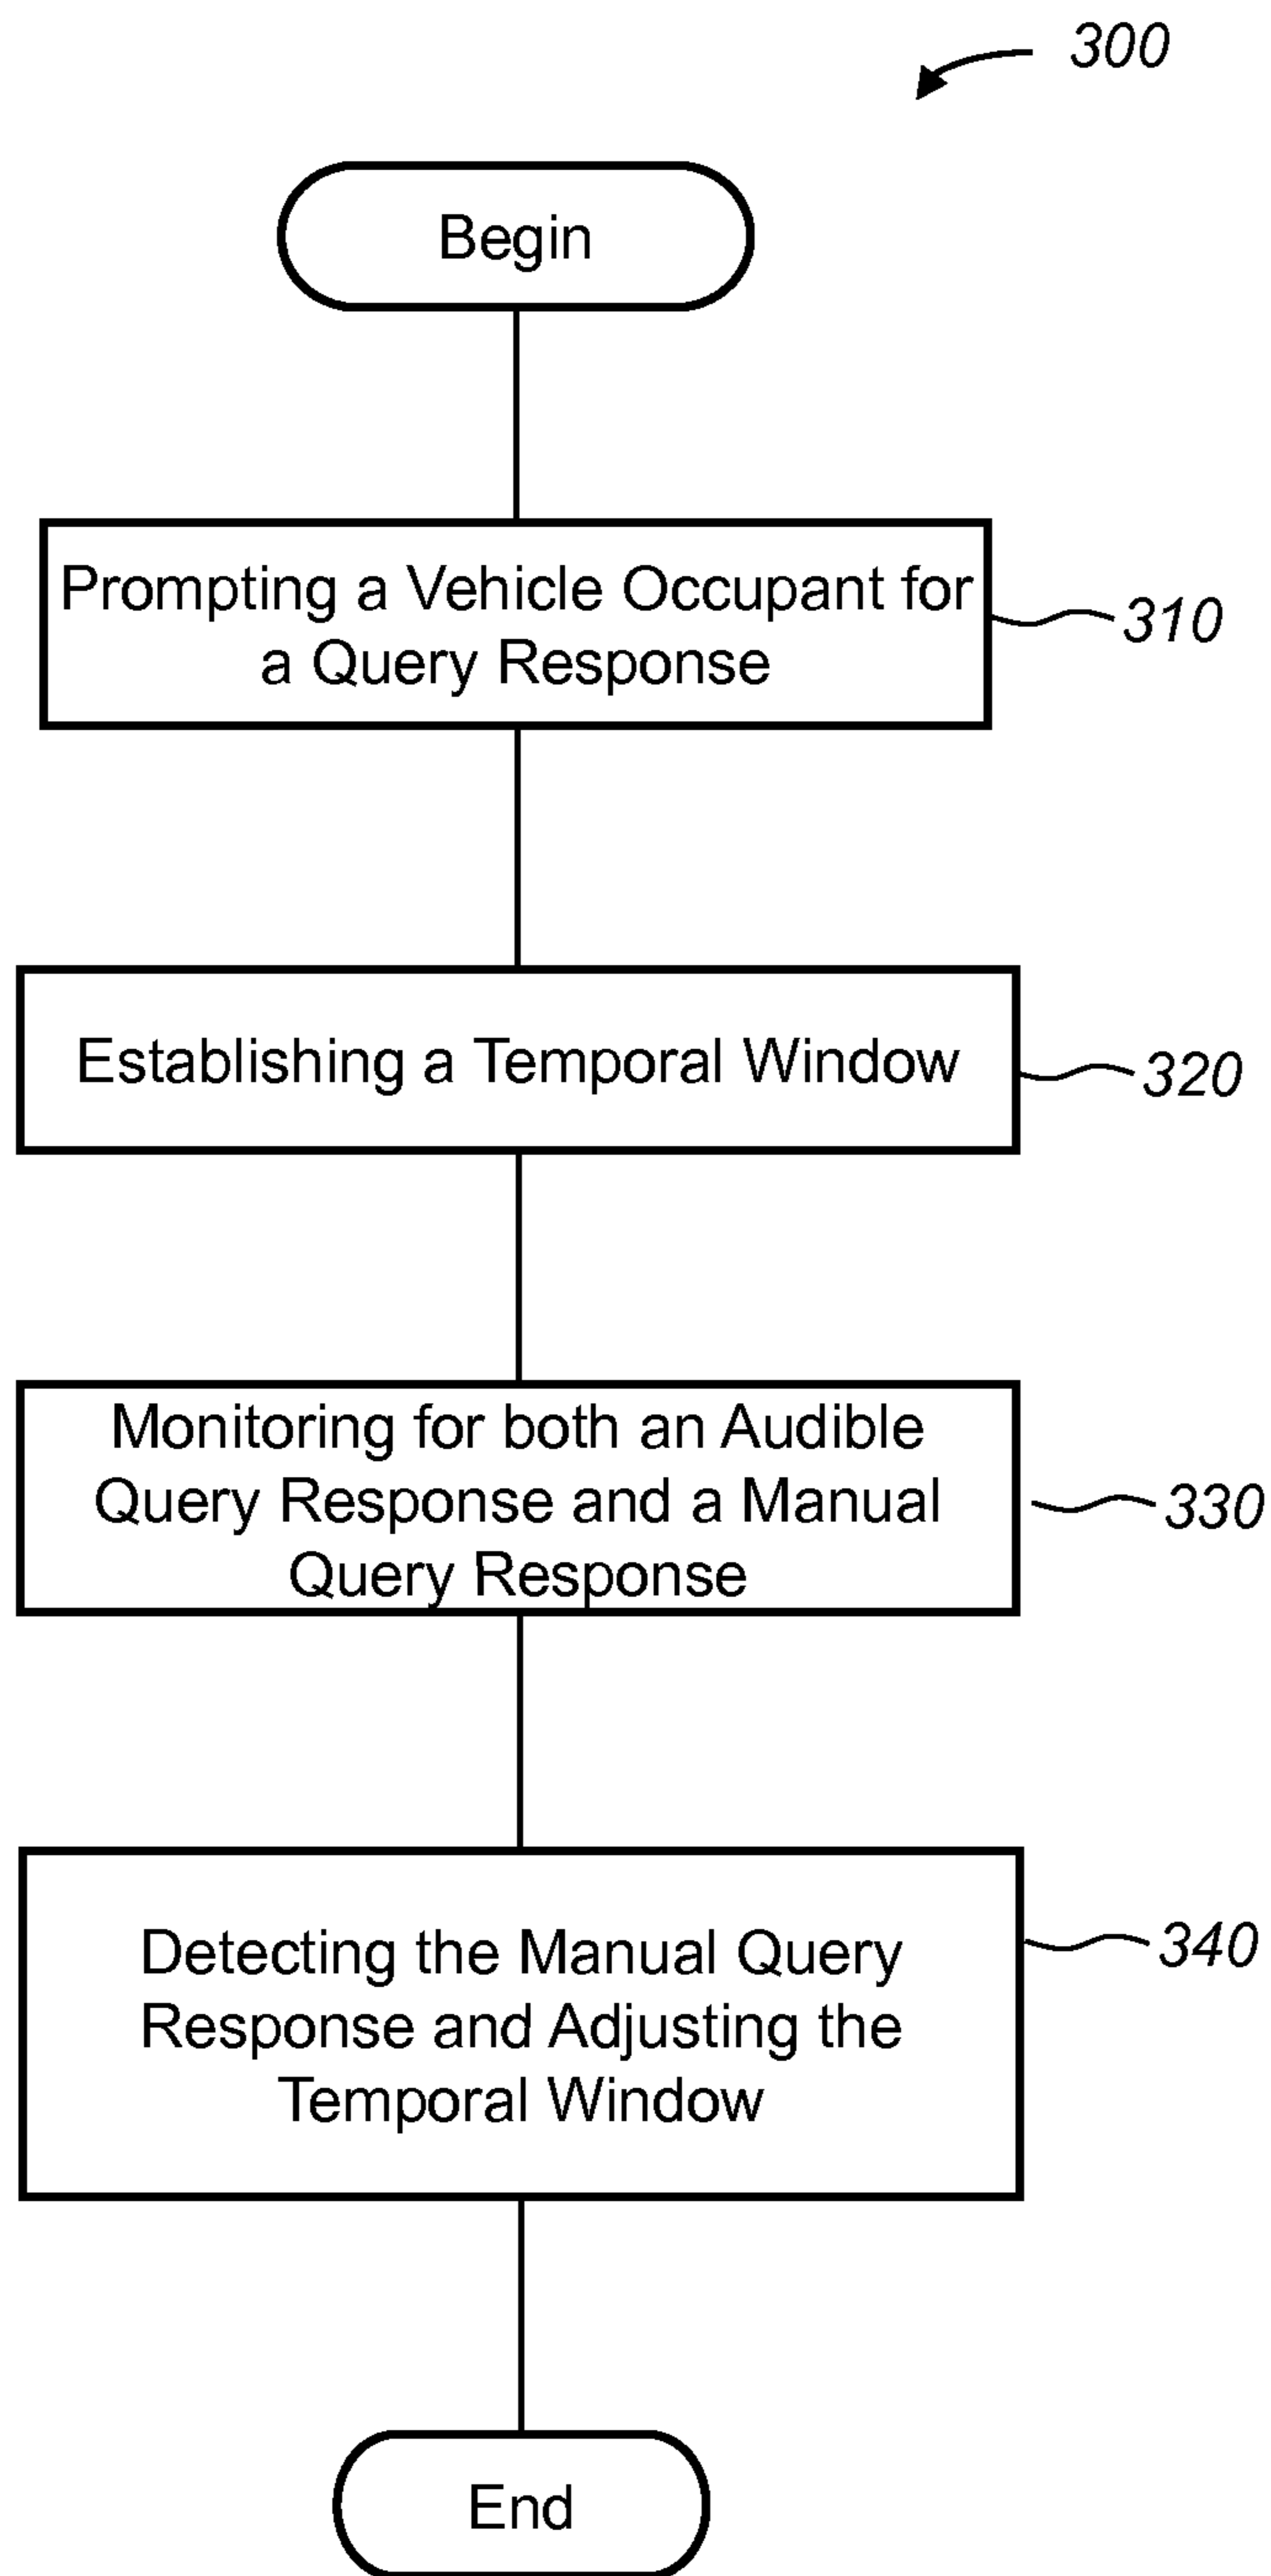 300
Begin
Prompting a Vehicle Occupant for
a Query Response
310
Establishing a Temporal Window
320
Monitoring for both an Audible
Query Response and a Manual
Query Response
330
Detecting the Manual Query
Response and Adjusting the
Temporal Window
340
End